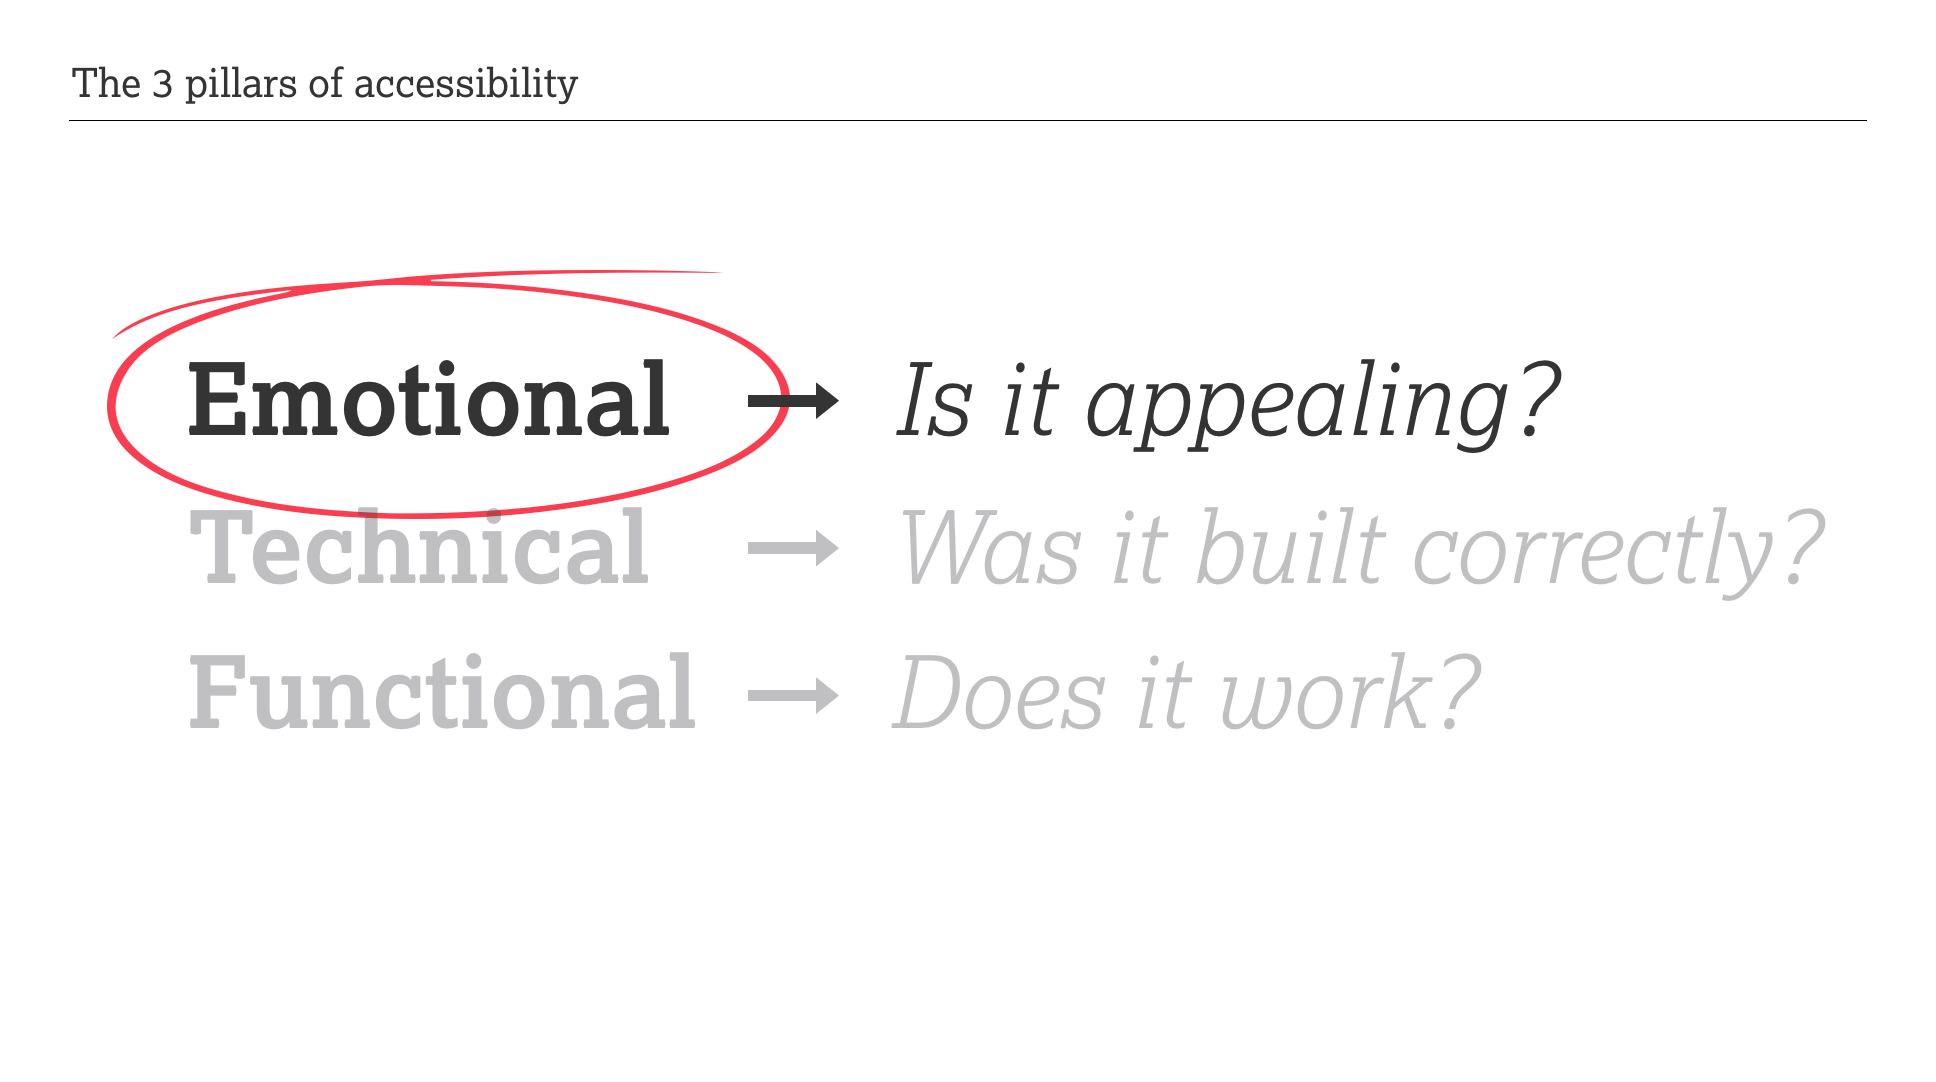 The 3 pillars of accessibility
Emotional → Is it appealing?
Technical → Was it built correctly?
Functional → Does it work?